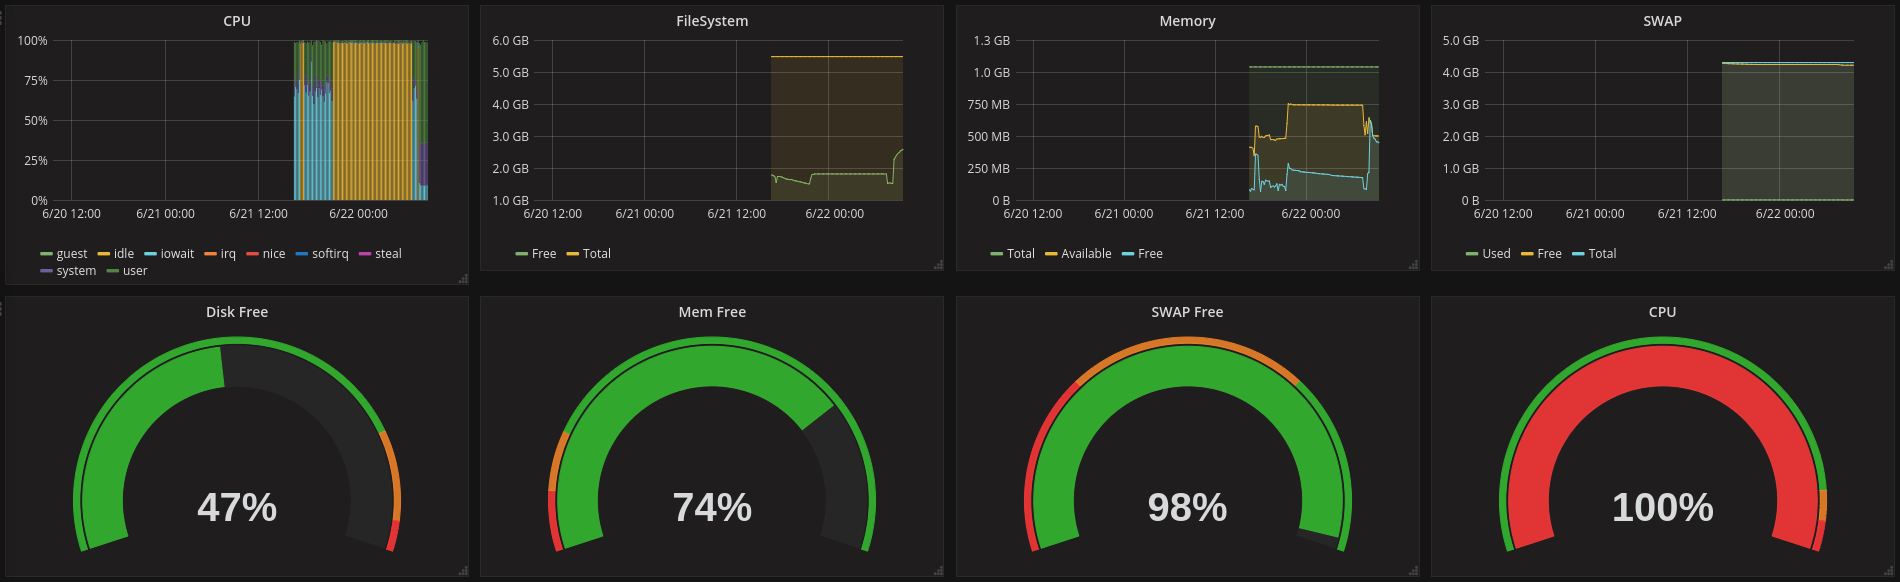 CPU
100%
75%
50%
25%
0%
6/20 12:00 6/21 00:00 6/21 12:00 6/22 00:00
guest idle iowait irq nice softirq steal
system user
FileSystem
6.0 GB
5.0 GB
4.0 GB
3.0 GB
2.0 GB
1.0 GB
6/20 12:00 6/21 00:00 6/21 12:00 6/22 00:00
Free Total
Memory
1.3 GB
1.0 GB
750 MB
500 MB
250 MB
0 B
6/20 12:00 6/21 00:00 6/21 12:00 6/22 00:00
Total Available Free
SWAP
5.0 GB
4.0 GB
3.0 GB
2.0 GB
1.0 GB
0 B
6/20 12:00 6/21 00:00 6/21 12:00 6/22 00:00
Used Free Total
Disk Free
47%
Mem Free
74%
SWAP Free
98%
CPU
100%